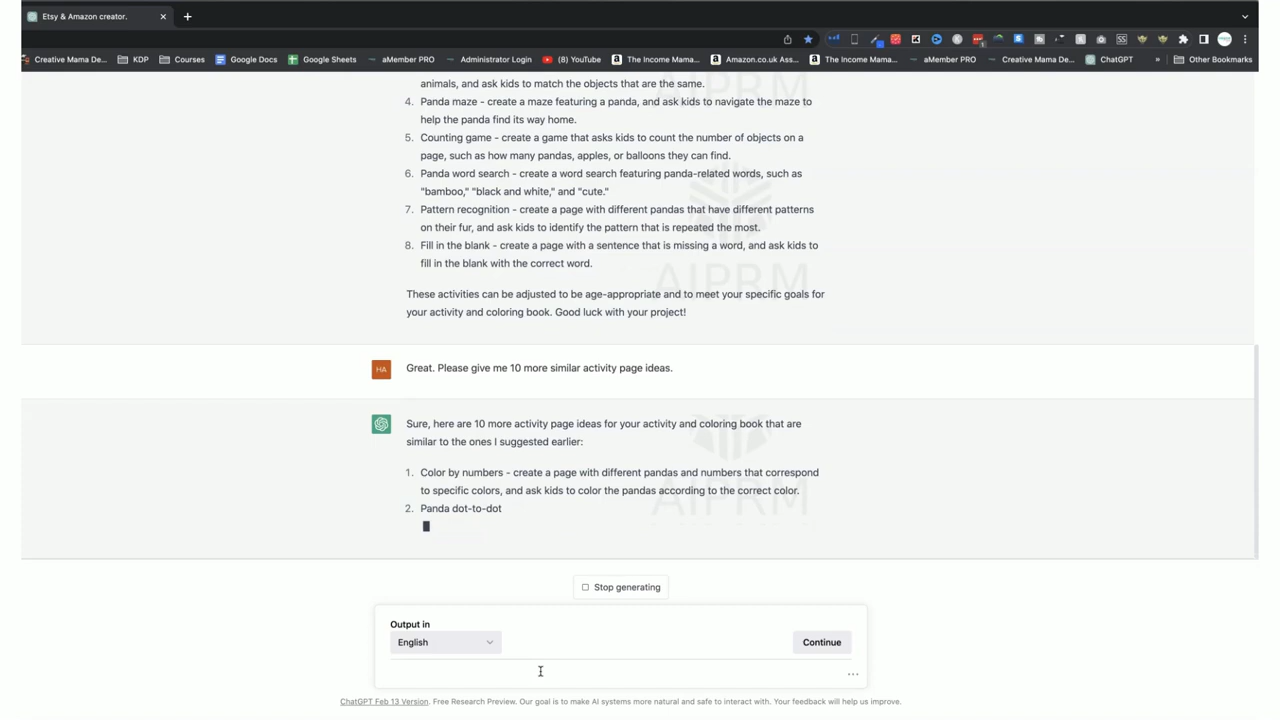 Etsy & Amazon creator.
Creative Mama De...
KDP
Courses
Google Docs
Google Sheets
aMember PRO
Administrator Login
(8) YouTube
The Income Mama...
Amazon.co.uk Ass...
The Income Mama...
aMember PRO
Creative Mama De...
ChatGPT
»
Other Bookmarks
animals, and ask kids to match the objects that are the same.
4. Panda maze - create a maze featuring a panda, and ask kids to navigate the maze to
help the panda find its way home.
5. Counting game - create a game that asks kids to count the number of objects on a
page, such as how many pandas, apples, or balloons they can find.
6. Panda word search - create a word search featuring panda-related words, such as
"bamboo," "black and white," and "cute."
7. Pattern recognition - create a page with different pandas that have different patterns
on their fur, and ask kids to identify the pattern that is repeated the most.
8. Fill in the blank - create a page with a sentence that is missing a word, and ask kids to
fill in the blank with the correct word.
AIPRM
These activities can be adjusted to be age-appropriate and to meet your specific goals for
your activity and coloring book. Good luck with your project!
HA
Great. Please give me 10 more similar activity page ideas.
Sure, here are 10 more activity page ideas for your activity and coloring book that are
similar to the ones I suggested earlier:
1. Color by numbers - create a page with different pandas and numbers that correspond
to specific colors, and ask kids to color the pandas according to the correct color.
2. Panda dot-to-dot
AIPRM
Stop generating
Output in
English
Continue
...
ChatGPT Feb 13 Version. Free Research Preview. Our goal is to make AI systems more natural and safe to interact with. Your feedback will help us improve.